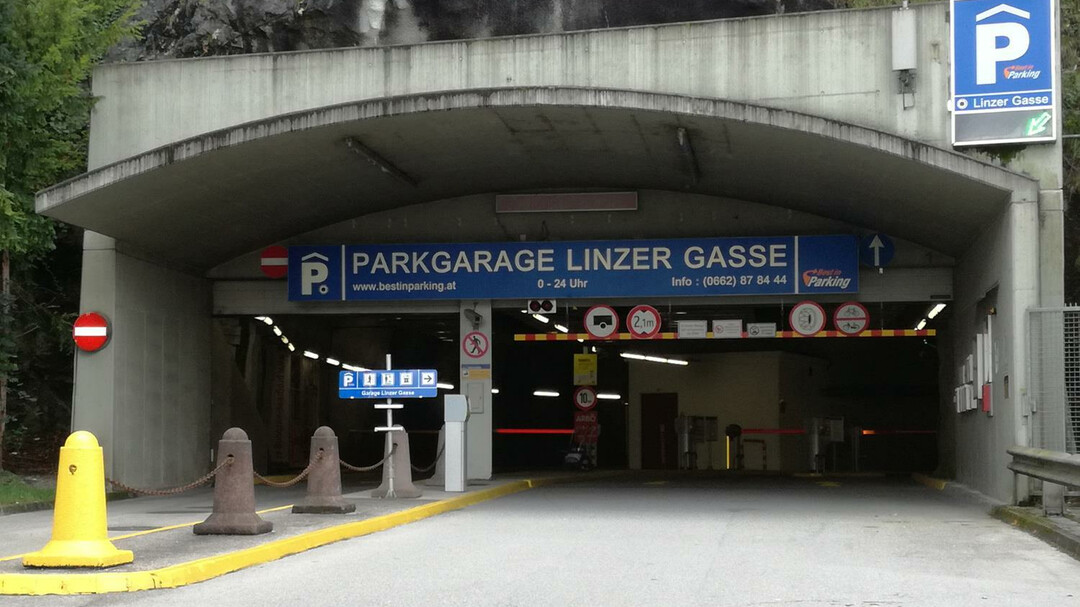 P
Best in
Parking
Linzer Gasse
P
PARKGARAGE LINZER GASSE
www.bestinparking.at
0 - 24 Uhr
Info : (0662) 87 84 44
Best in
Parking
2,1m
P
Garage Linzer Gasse
10